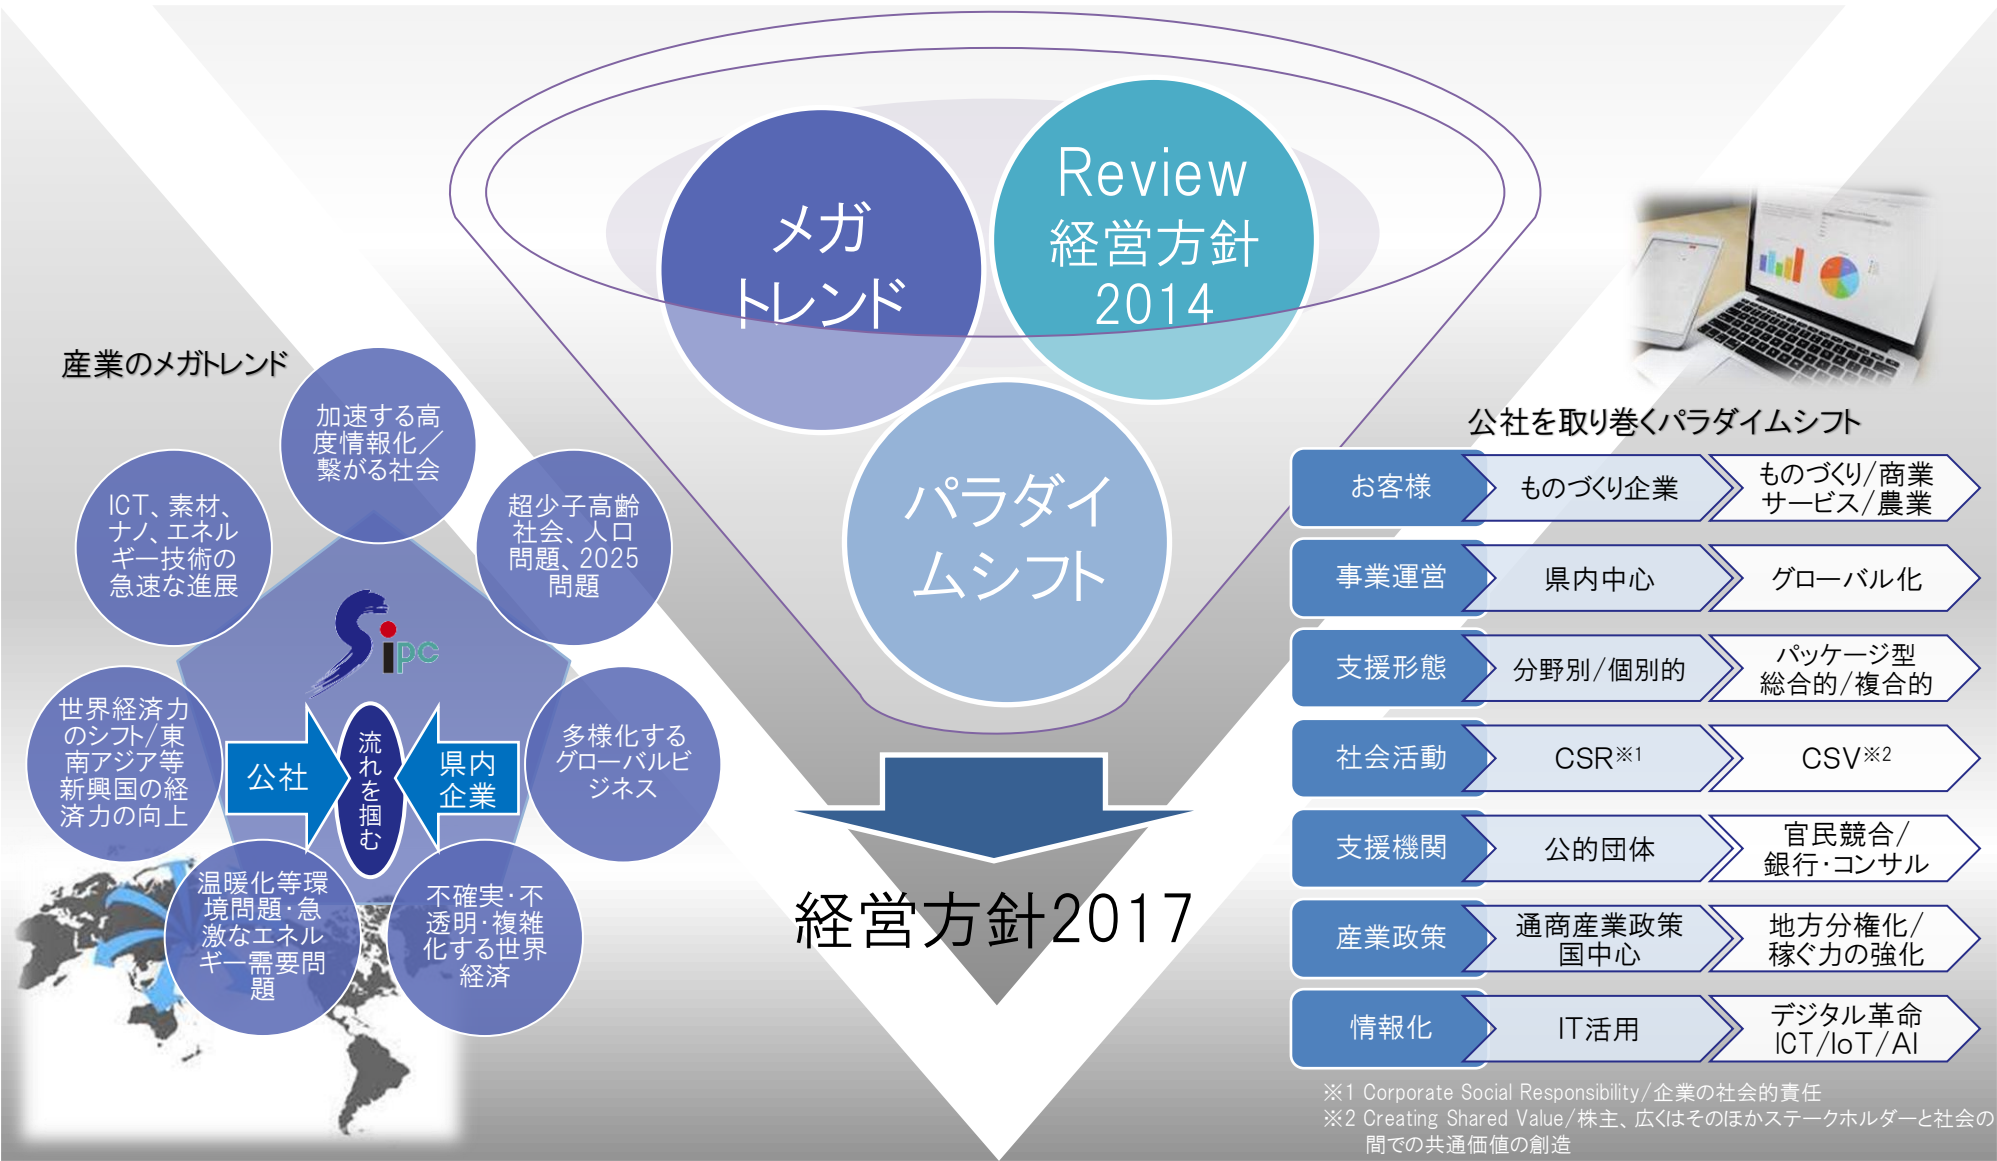 メガ
トレンド
Review
経営方針
2014
パラダイ
ムシフト
経営方針2017
産業のメガトレンド
加速する高
度情報化／
繋がる社会
ICT、素材、
ナノ、エネル
ギー技術の
急速な進展
超少子高齢
社会、人口
問題、2025
問題
世界経済力
のシフト/東
南アジア等
新興国の経
済力の向上
多様化する
グローバルビ
ジネス
温暖化等環
境問題・急
激なエネル
ギー需要問
題
不確実・不
透明・複雑
化する世界
経済
Sipc
公社
流れを掴む
県内
企業
公社を取り巻くパラダイムシフト
お客様
ものづくり企業
ものづくり/商業
サービス/農業
事業運営
県内中心
グローバル化
支援形態
分野別/個別的
パッケージ型
総合的/複合的
社会活動
CSR※1
CSV※2
支援機関
公的団体
官民競合/
銀行・コンサル
産業政策
通商産業政策
国中心
地方分権化/
稼ぐ力の強化
情報化
IT活用
デジタル革命
ICT/IoT/AI
※1 Corporate Social Responsibility/企業の社会的責任
※2 Creating Shared Value/株主、広くはそのほかステークホルダーと社会の
間での共通価値の創造